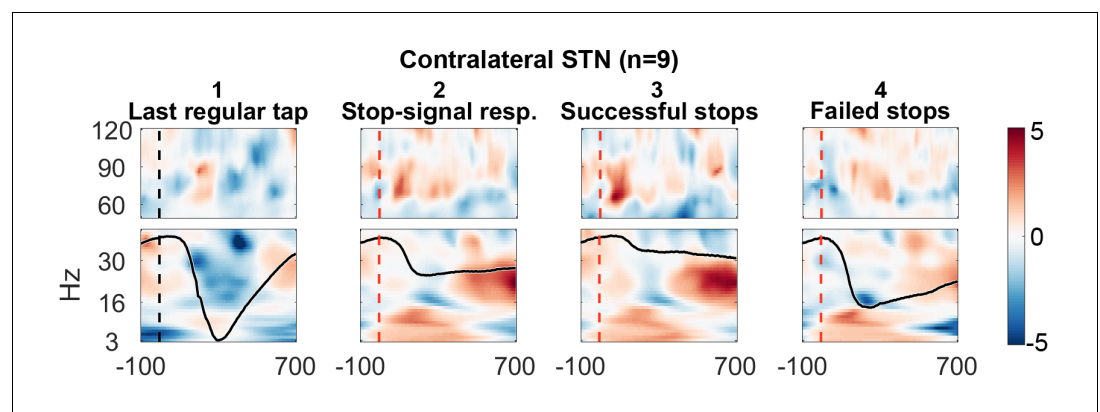 Contralateral STN (n=9)
1 2 3 4
Last regular tap Stop-signal resp. Successful stops Failed stops
120
90
60
30
16
3
Hz
-100 700 -100 700 -100 700 -100 700
5
0
-5